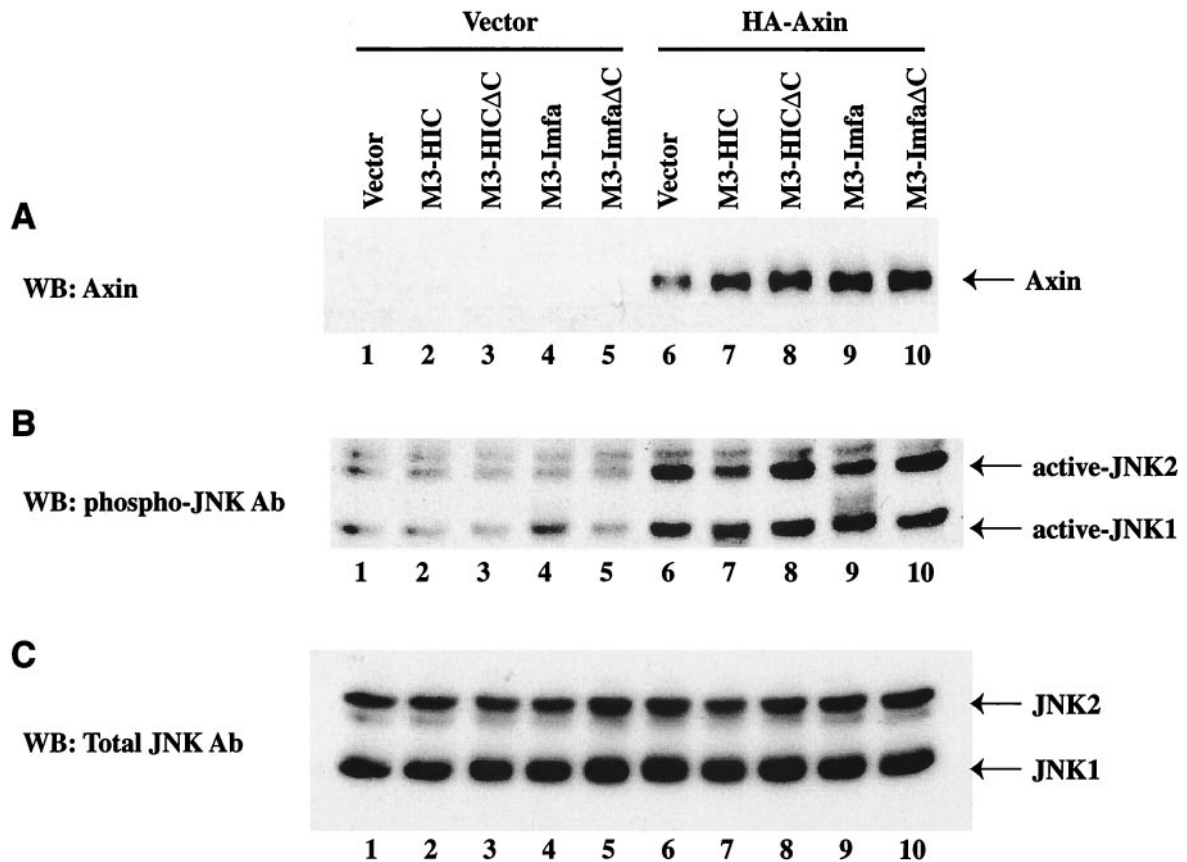 Vector HA-Axin
Vector M3-HIC M3-HICΔC M3-Imfa M3-ImfaΔC Vector M3-HIC M3-HICΔC M3-Imfa M3-ImfaΔC
A
WB: Axin
Axin
1 2 3 4 5 6 7 8 9 10
B
WB: phospho-JNK Ab
active-JNK2
active-JNK1
1 2 3 4 5 6 7 8 9 10
C
WB: Total JNK Ab
JNK2
JNK1
1 2 3 4 5 6 7 8 9 10